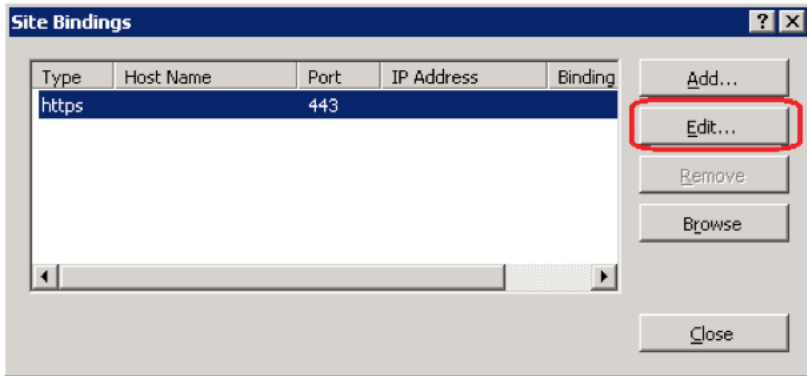 Site Bindings
Type Host Name Port IP Address Binding
https 443
Add...
Edit...
Remove
Browse
Close